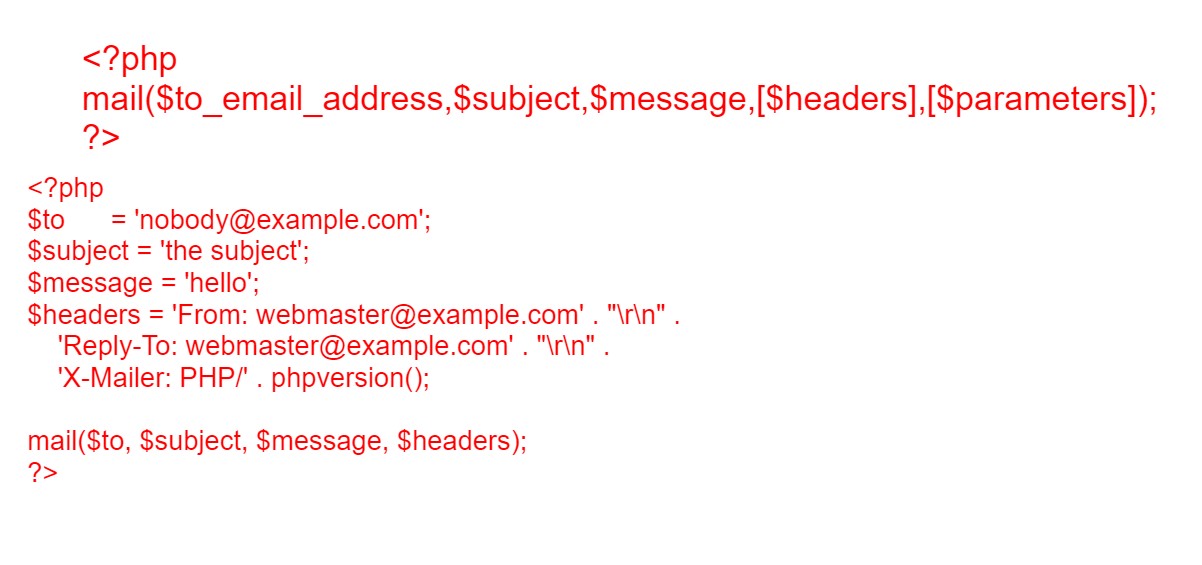 <?php
mail($to_email_address,$subject,$message,[$headers],[$parameters]);
?>
<?php
$to      = 'nobody@example.com';
$subject = 'the subject';
$message = 'hello';
$headers = 'From: webmaster@example.com' . "\r\n" .
    'Reply-To: webmaster@example.com' . "\r\n" .
    'X-Mailer: PHP/' . phpversion();
mail($to, $subject, $message, $headers);
?>